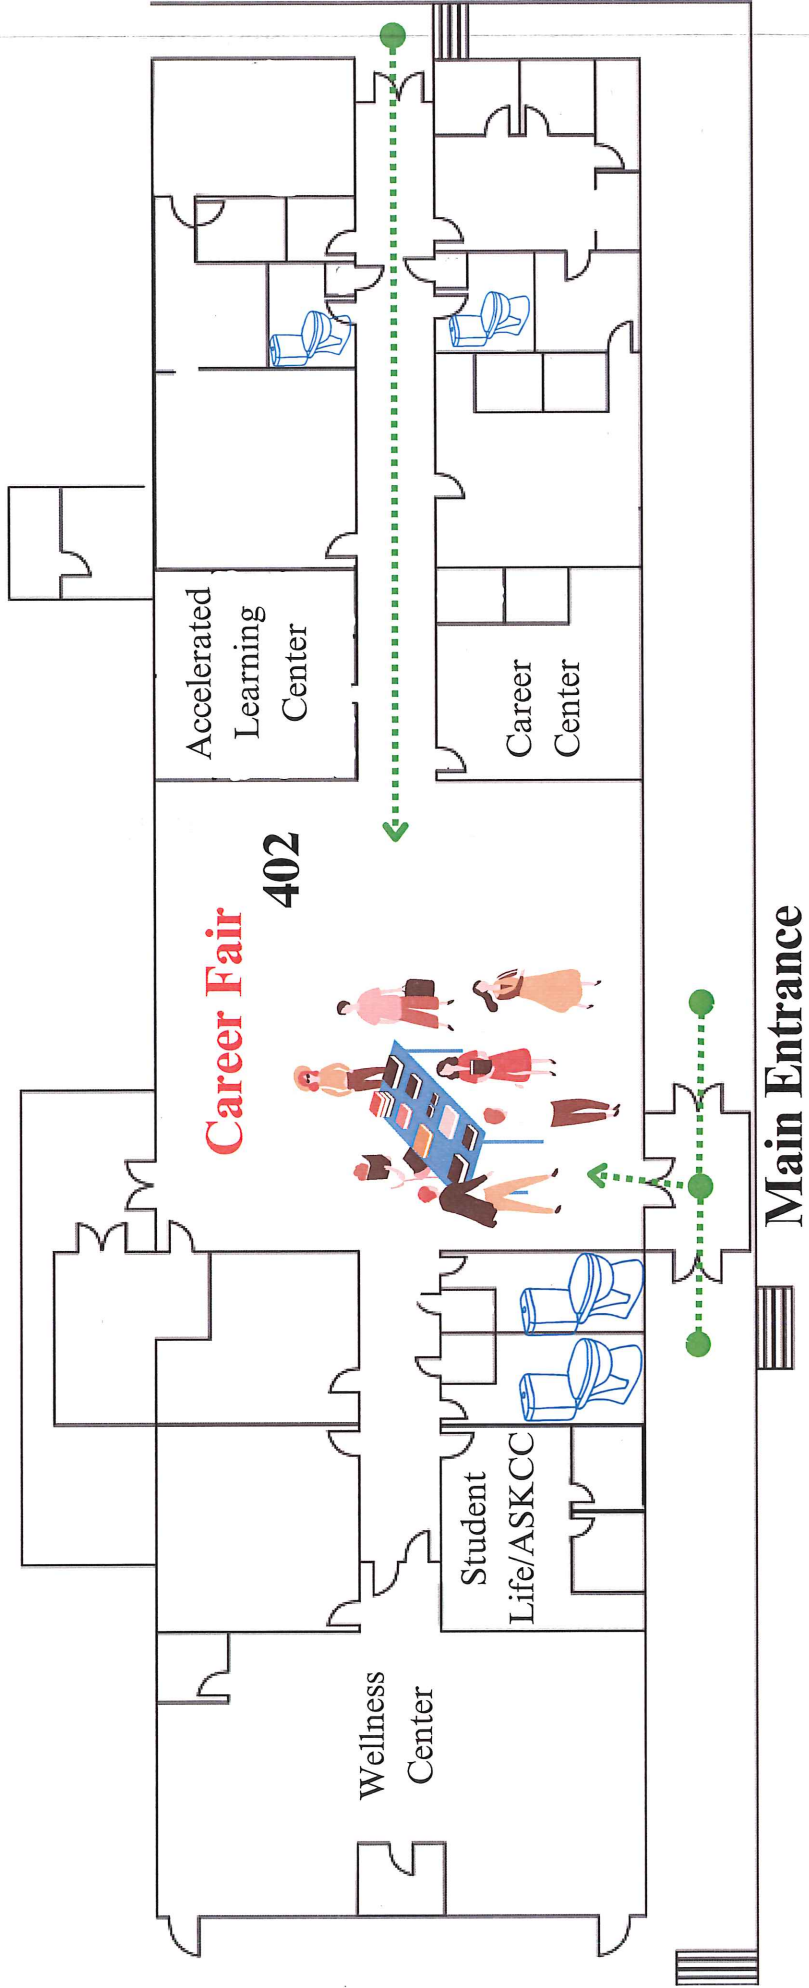 Accelerated
Learning
Center
Career
Center
402
Career Fair
Main Entrance
Student
Life/ASKCC
Wellness
Center